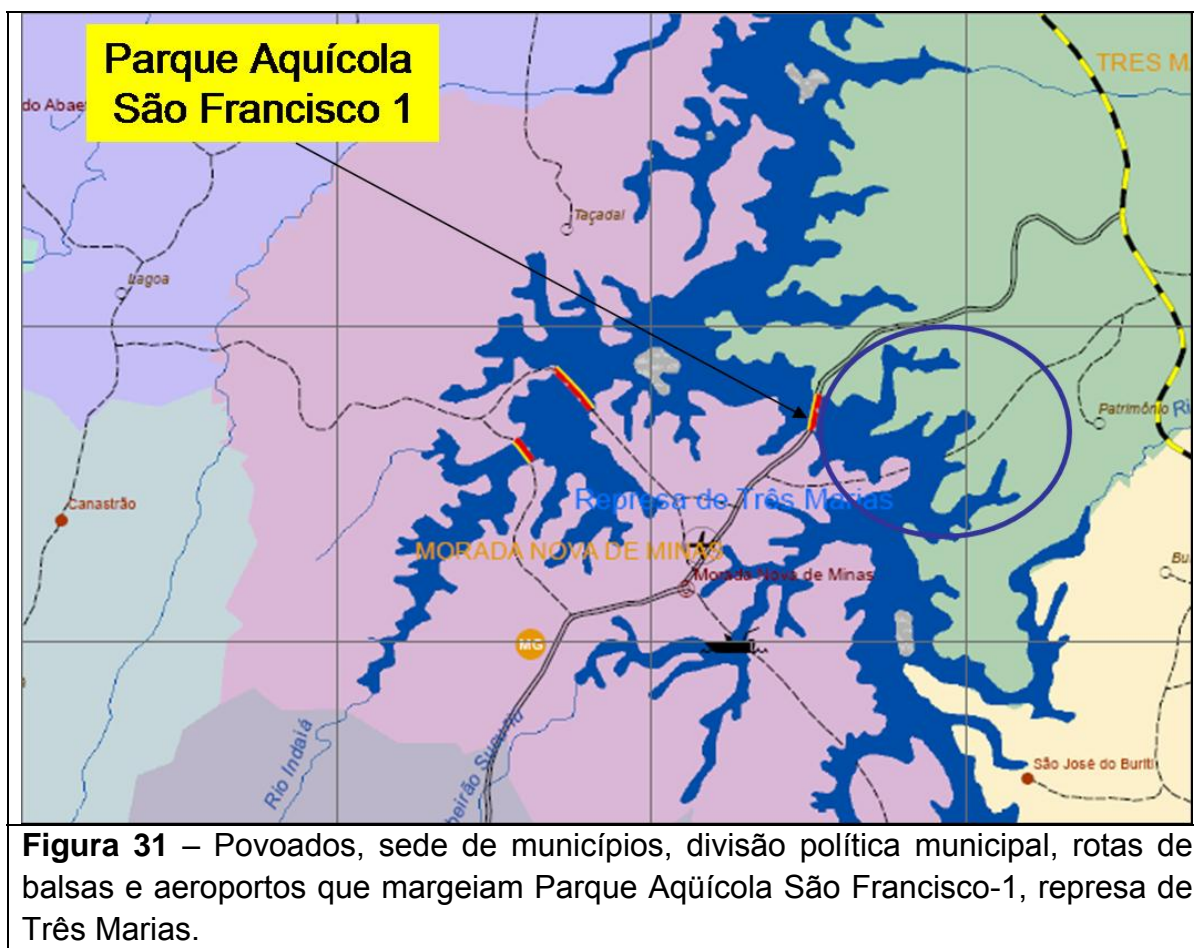 Parque Aquícola
São Francisco 1
TRES M
do Abaet
Taçadal
Lagoa
Patrimônio
Ri
Canastrão
Represa de Três Marias
MORADA NOVA DE MINAS
Morada Nova de Minas
Bu
MG
Rio Indaiá
São José do Buriti
Figura 31 – Povoados, sede de municípios, divisão política municipal, rotas de
balsas e aeroportos que margeiam Parque Aqüícola São Francisco-1, represa de
Três Marias.